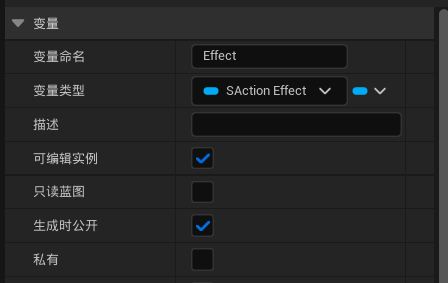 变量
变量命名 Effect
变量类型 SAction Effect
描述
可编辑实例
只读蓝图
生成时公开
私有